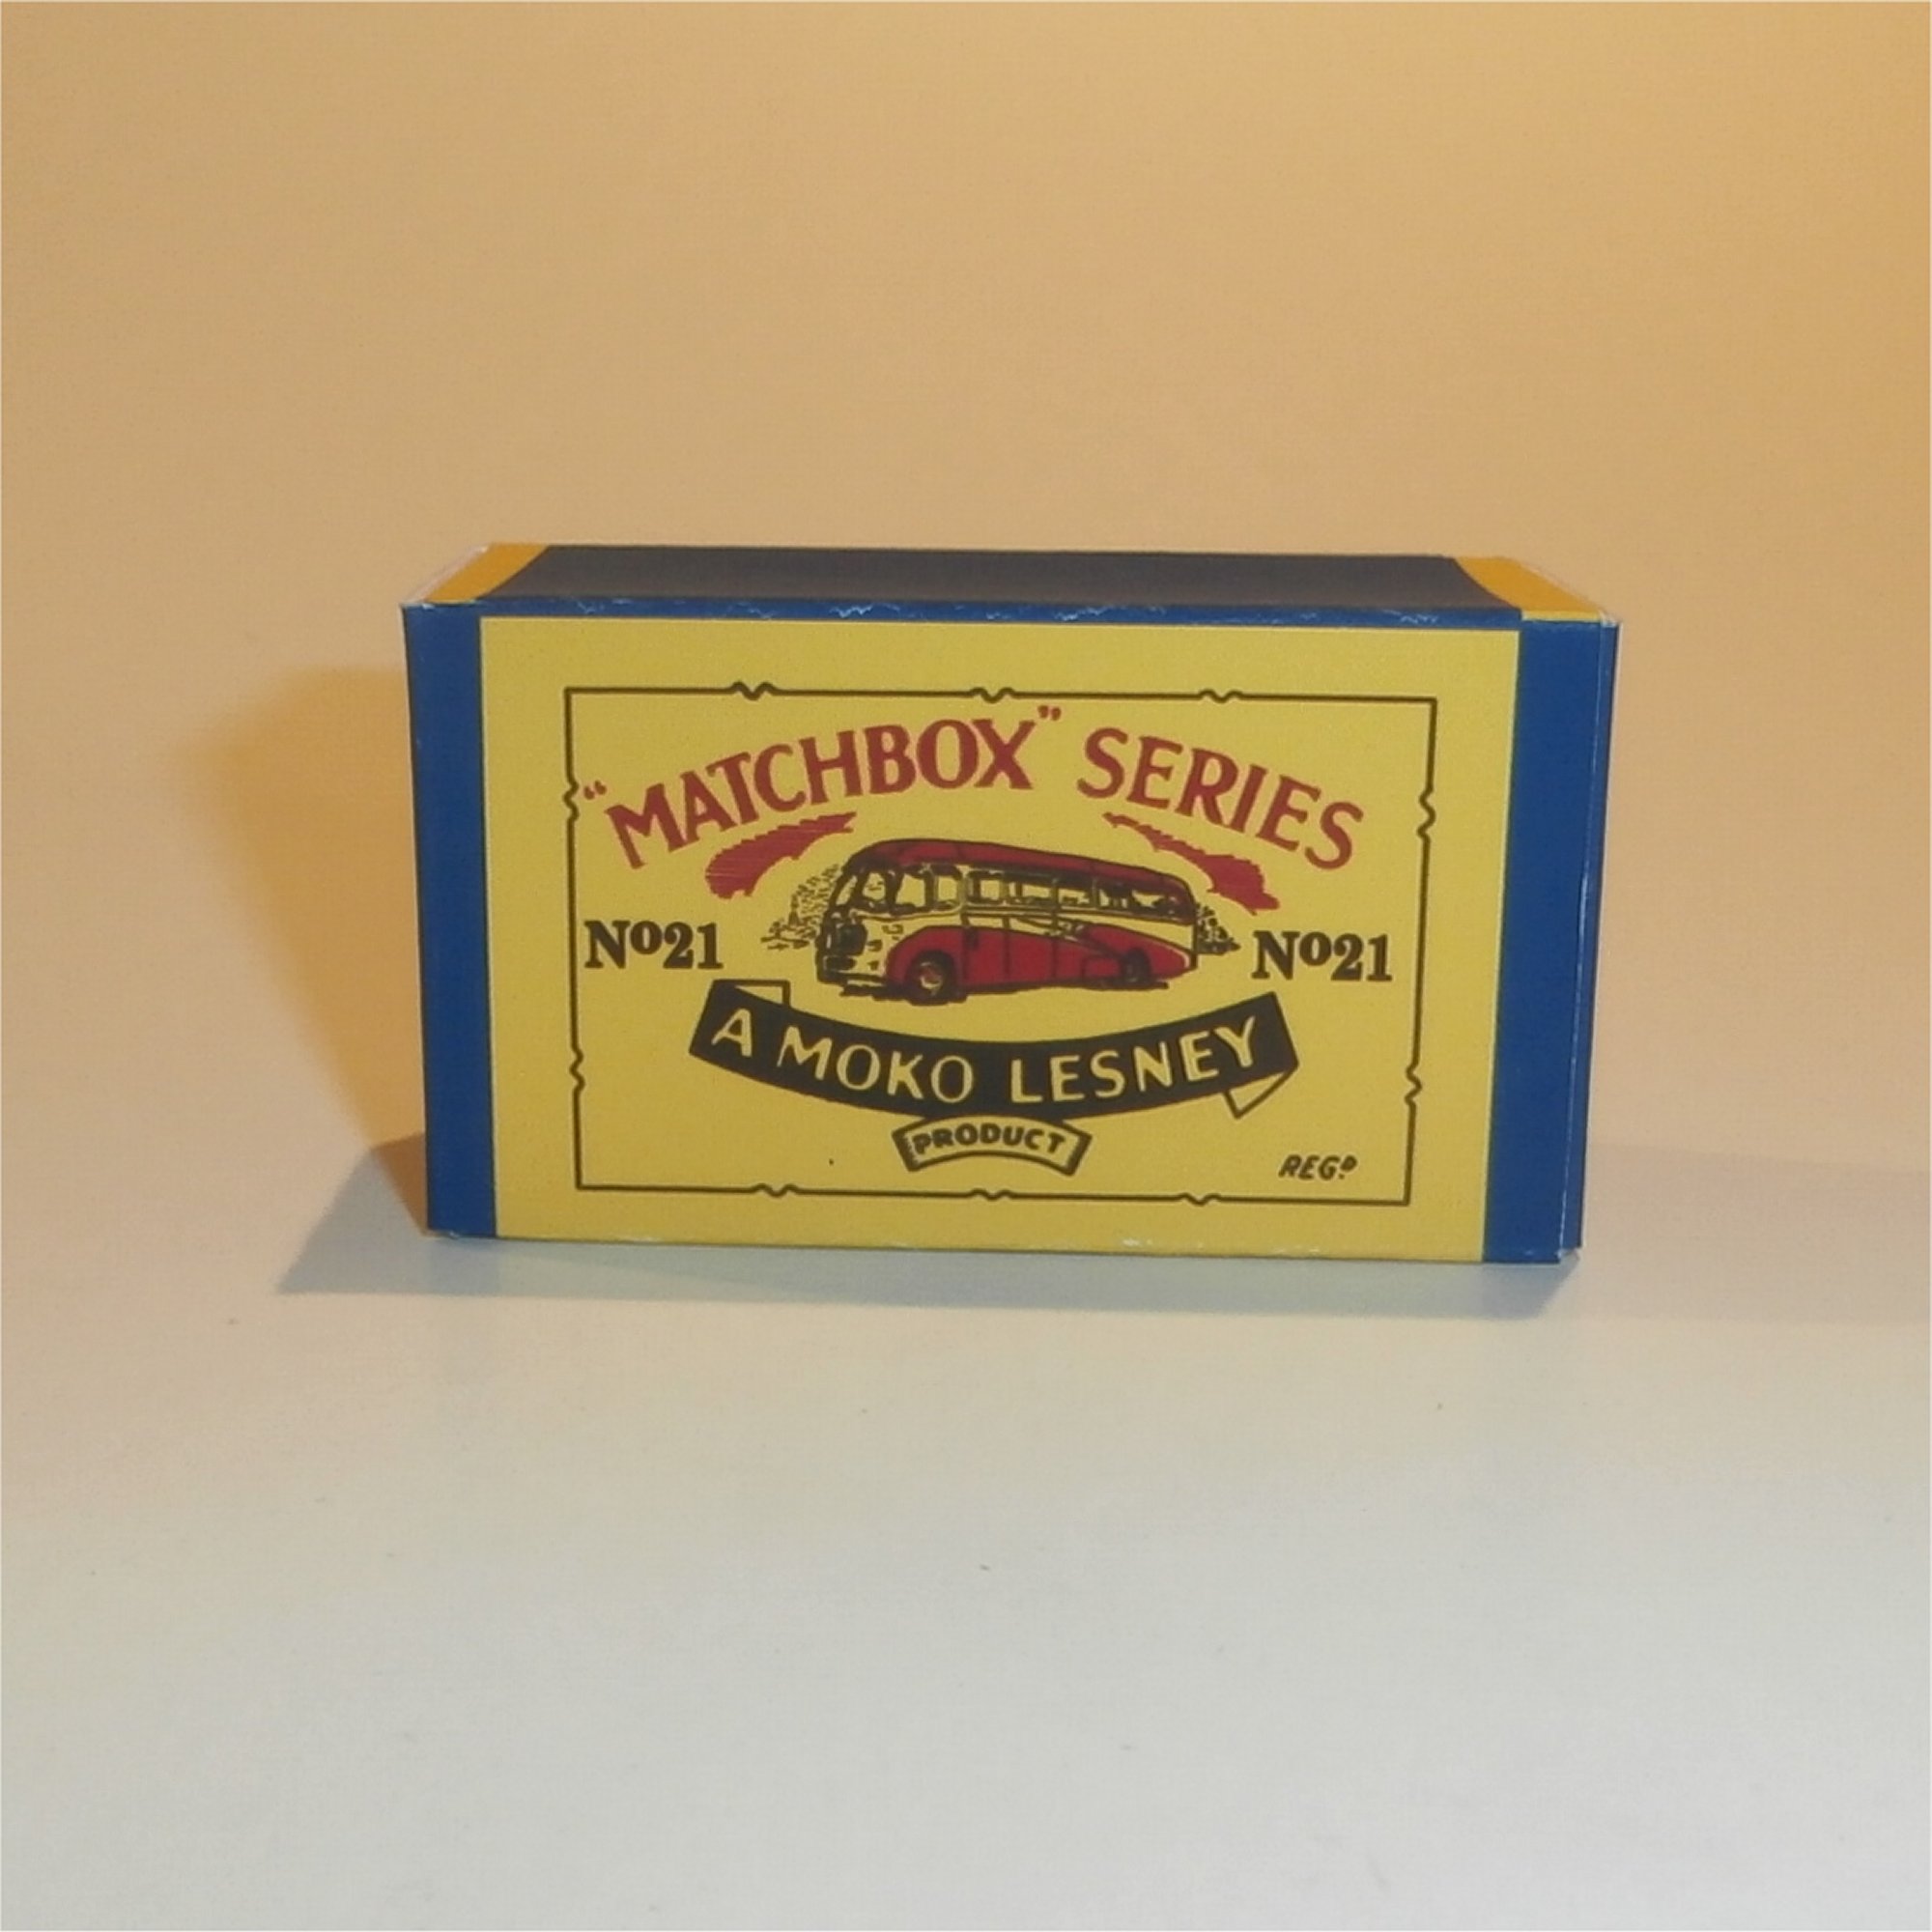 "MATCHBOX" SERIES
Nº21 Nº21
A MOKO LESNEY
PRODUCT
REGD